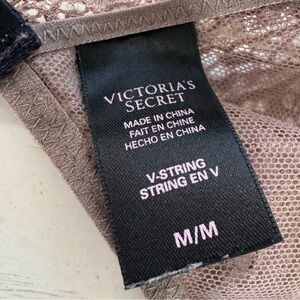 VICTORIA'S
SECRET
MADE IN CHINA
FAIT EN CHINE
HECHO EN CHINA
V-STRING
STRING EN V
M/M